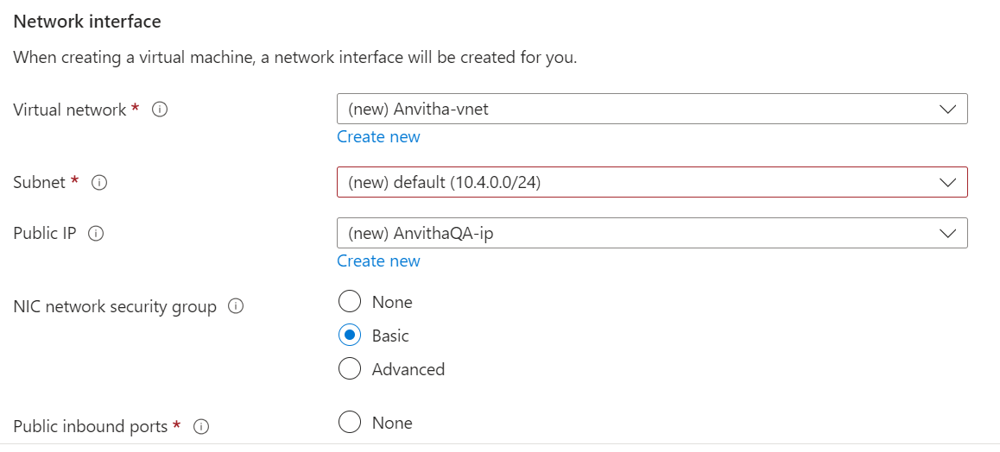 Network interface
When creating a virtual machine, a network interface will be created for you.
Virtual network *
(new) Anvitha-vnet
Create new
Subnet *
(new) default (10.4.0.0/24)
Public IP
(new) AnvithaQA-ip
Create new
NIC network security group
None
Basic
Advanced
Public inbound ports *
None